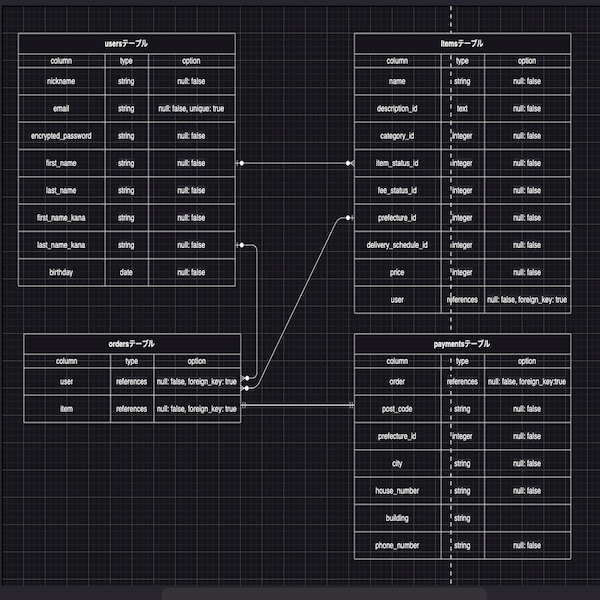 usersテーブル
column type option
nickname string null: false
email string null: false, unique: true
encrypted_password string null: false
first_name string null: false
last_name string null: false
first_name_kana string null: false
last_name_kana string null: false
birthday date null: false
itemsテーブル
column type option
name string null: false
description_id text null: false
category_id integer null: false
item_status_id integer null: false
fee_status_id integer null: false
prefecture_id integer null: false
delivery_schedule_id integer null: false
price integer null: false
user references null: false, foreign_key: true
ordersテーブル
column type option
user references null: false, foreign_key: true
item references null: false, foreign_key: true
paymentsテーブル
column type option
order references null: false, foreign_key:true
post_code string null: false
prefecture_id integer null: false
city string null: false
house_number string null: false
building string
phone_number string null: false